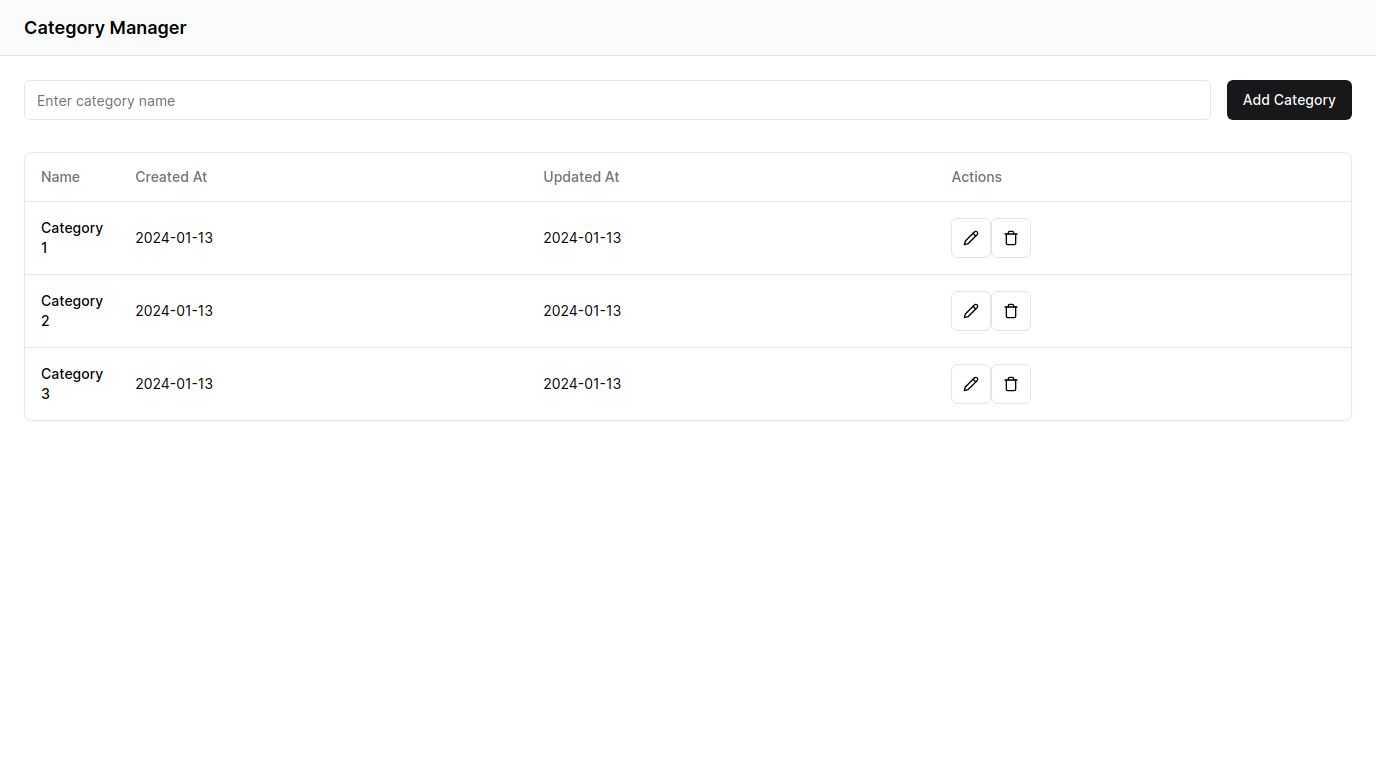 Category Manager
Enter category name
Add Category
Name Created At Updated At Actions
Category
1
2024-01-13 2024-01-13
Category
2
2024-01-13 2024-01-13
Category
3
2024-01-13 2024-01-13